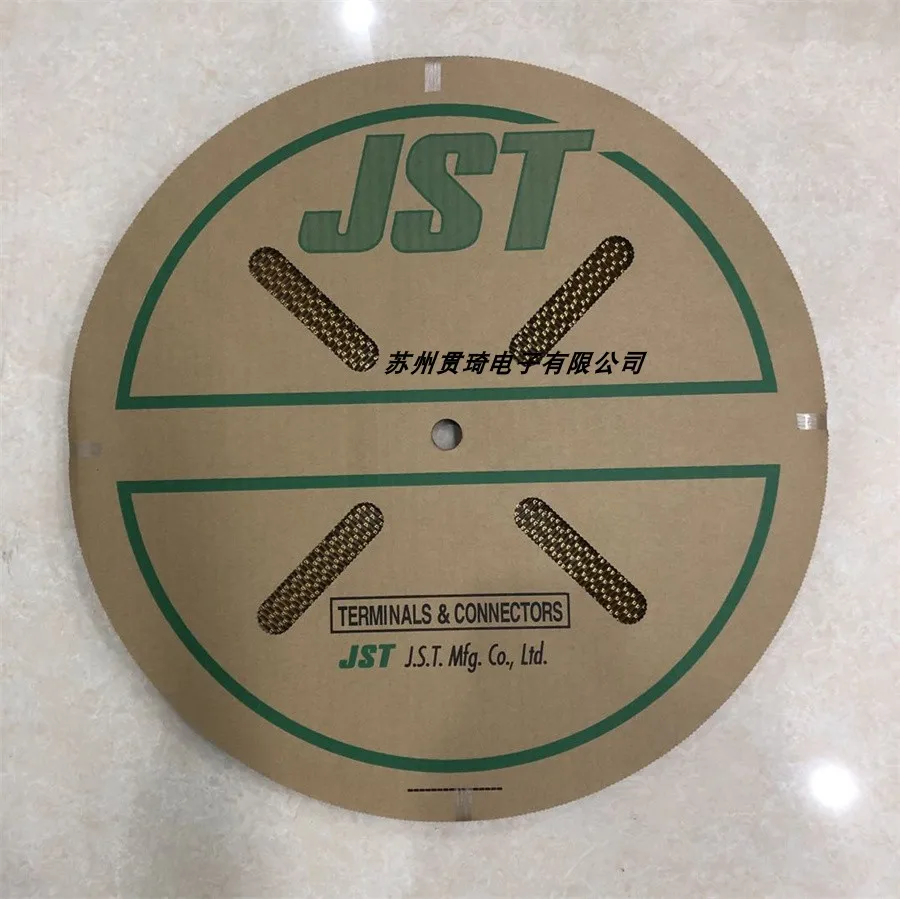 JST
苏州贯琦电子有限公司
TERMINALS & CONNECTORS
JST J.S.T. Mfg. Co., Ltd.